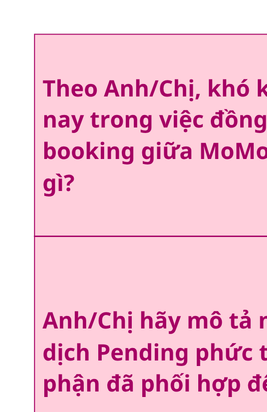 Theo Anh/Chị, khó
nay trong việc đồng
booking giữa MoMo
gì?
Anh/Chị hãy mô tả
dịch Pending phức
phận đã phối hợp